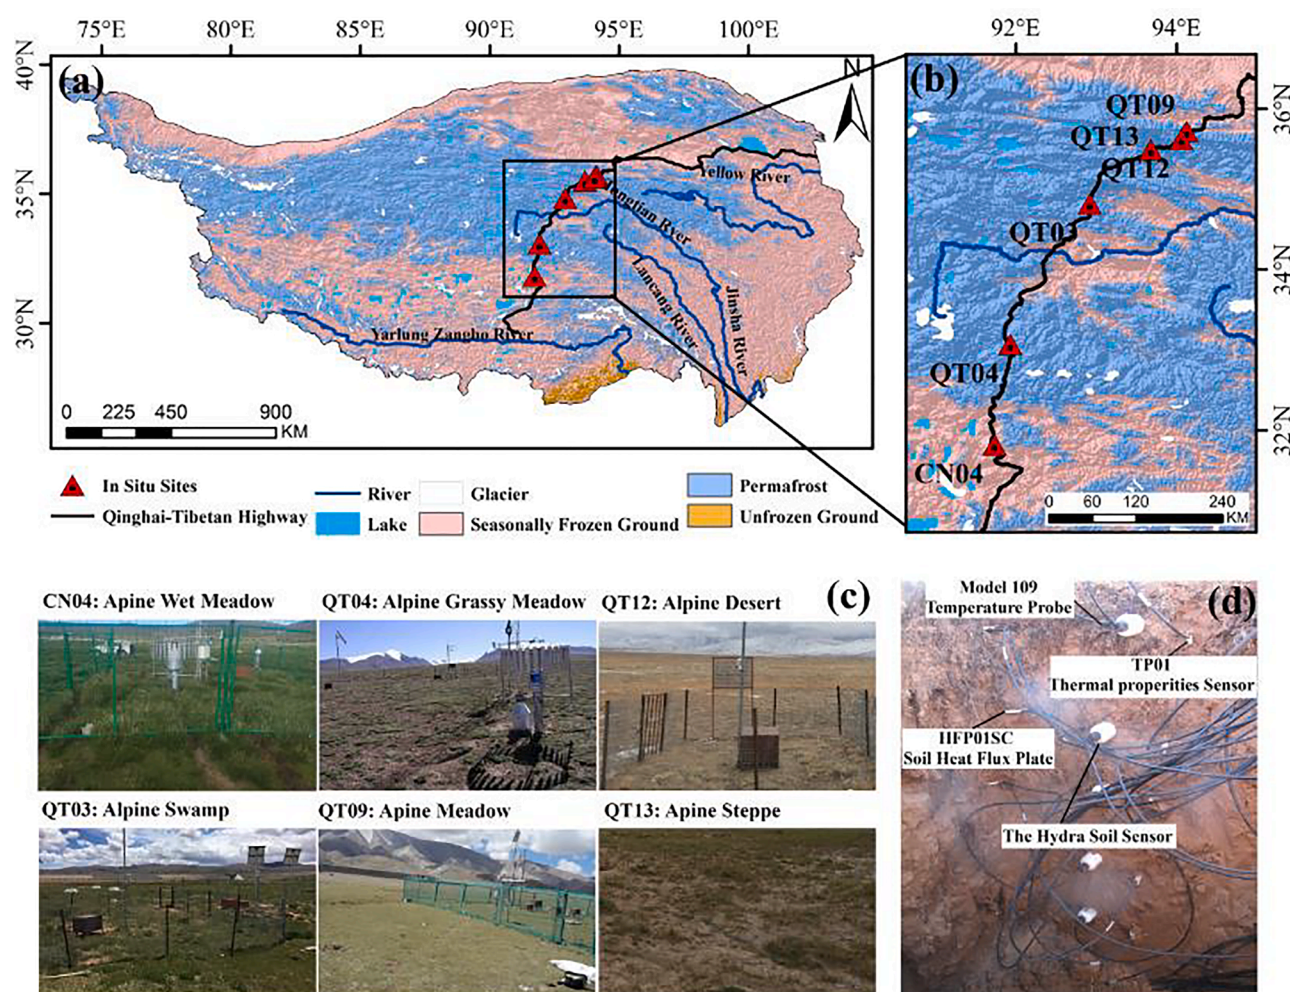 75°E 80°E 85°E 90°E 95°E 100°E 92°E 94°E
40°N
35°N
30°N
(a)
N
Yellow River
Tongtian Rver
Lancang River
Jinsha River
Yarlung Zangbo River
0 225 450 900
KM
(b)
36°N
34°N
32°N
QT09
QT13
QT12
QT03
QT04
CN04
0 60 120 240
KM
In Situ Sites
Qinghai-Tibetan Highway
River
Lake
Glacier
Seasonally Frozen Ground
Permafrost
Unfrozen Ground
(c)
CN04: Apine Wet Meadow
QT04: Alpine Grassy Meadow
QT12: Alpine Desert
QT03: Alpine Swamp
QT09: Apine Meadow
QT13: Apine Steppe
(d)
Model 109
Temperature Probe
TP01
Thermal properities Sensor
HFP01SC
Soil Heat Flux Plate
The Hydra Soil Sensor